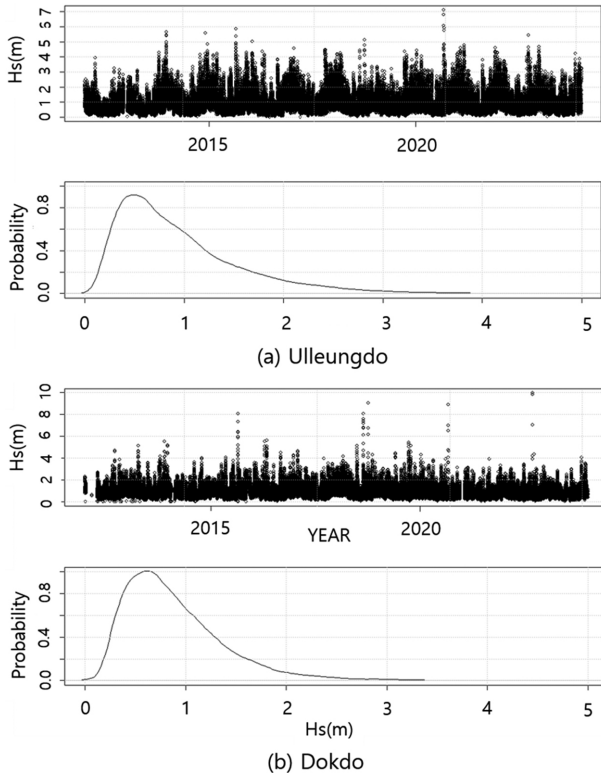 Hs(m)
0 1 2 3 4 5 7
2015 2020
Probability
0.0 0.4 0.8
0 1 2 3 4 5
(a) Ulleungdo
Hs(m)
0 2 4 6 8 10
2015 2020
YEAR
Probability
0.0 0.4 0.8
0 1 2 3 4 5
Hs(m)
(b) Dokdo